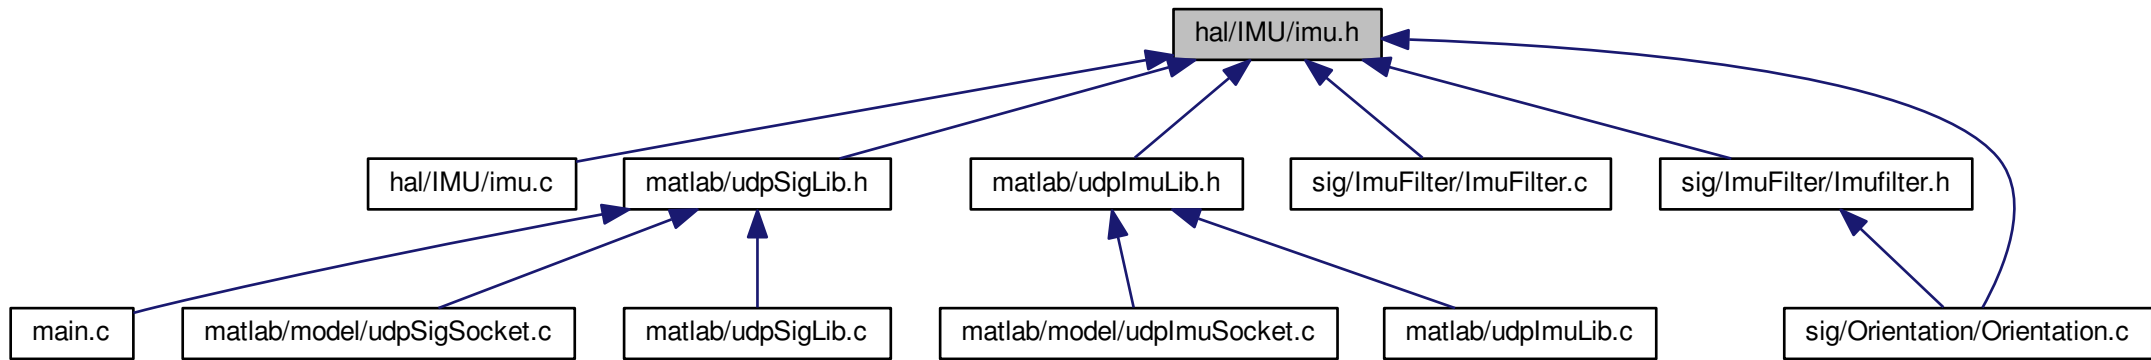 hal/IMU/imu.h
hal/IMU/imu.c
matlab/udpSigLib.h
matlab/udpImuLib.h
sig/ImuFilter/ImuFilter.c
sig/ImuFilter/Imufilter.h
main.c
matlab/model/udpSigSocket.c
matlab/udpSigLib.c
matlab/model/udpImuSocket.c
matlab/udpImuLib.c
sig/Orientation/Orientation.c